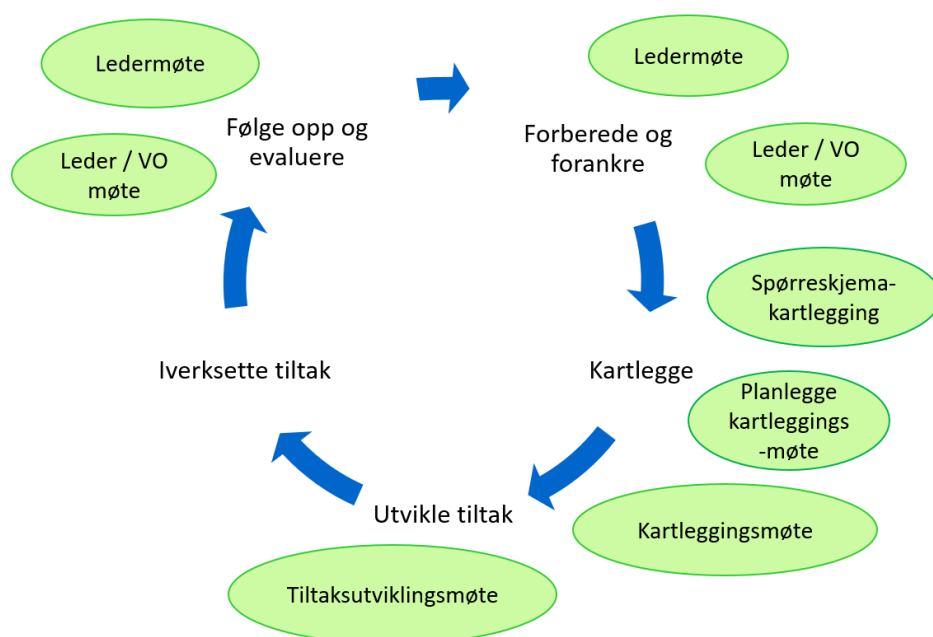 Ledermøte
Leder / VO
møte
Følge opp og
evaluere
Ledermøte
Forberede og
forankre
Leder / VO
møte
Spørreskjema-
kartlegging
Kartlegge
Planlegge
kartleggings
-møte
Kartleggingsmøte
Utvikle tiltak
Tiltaksutviklingsmøte
Iverksette tiltak